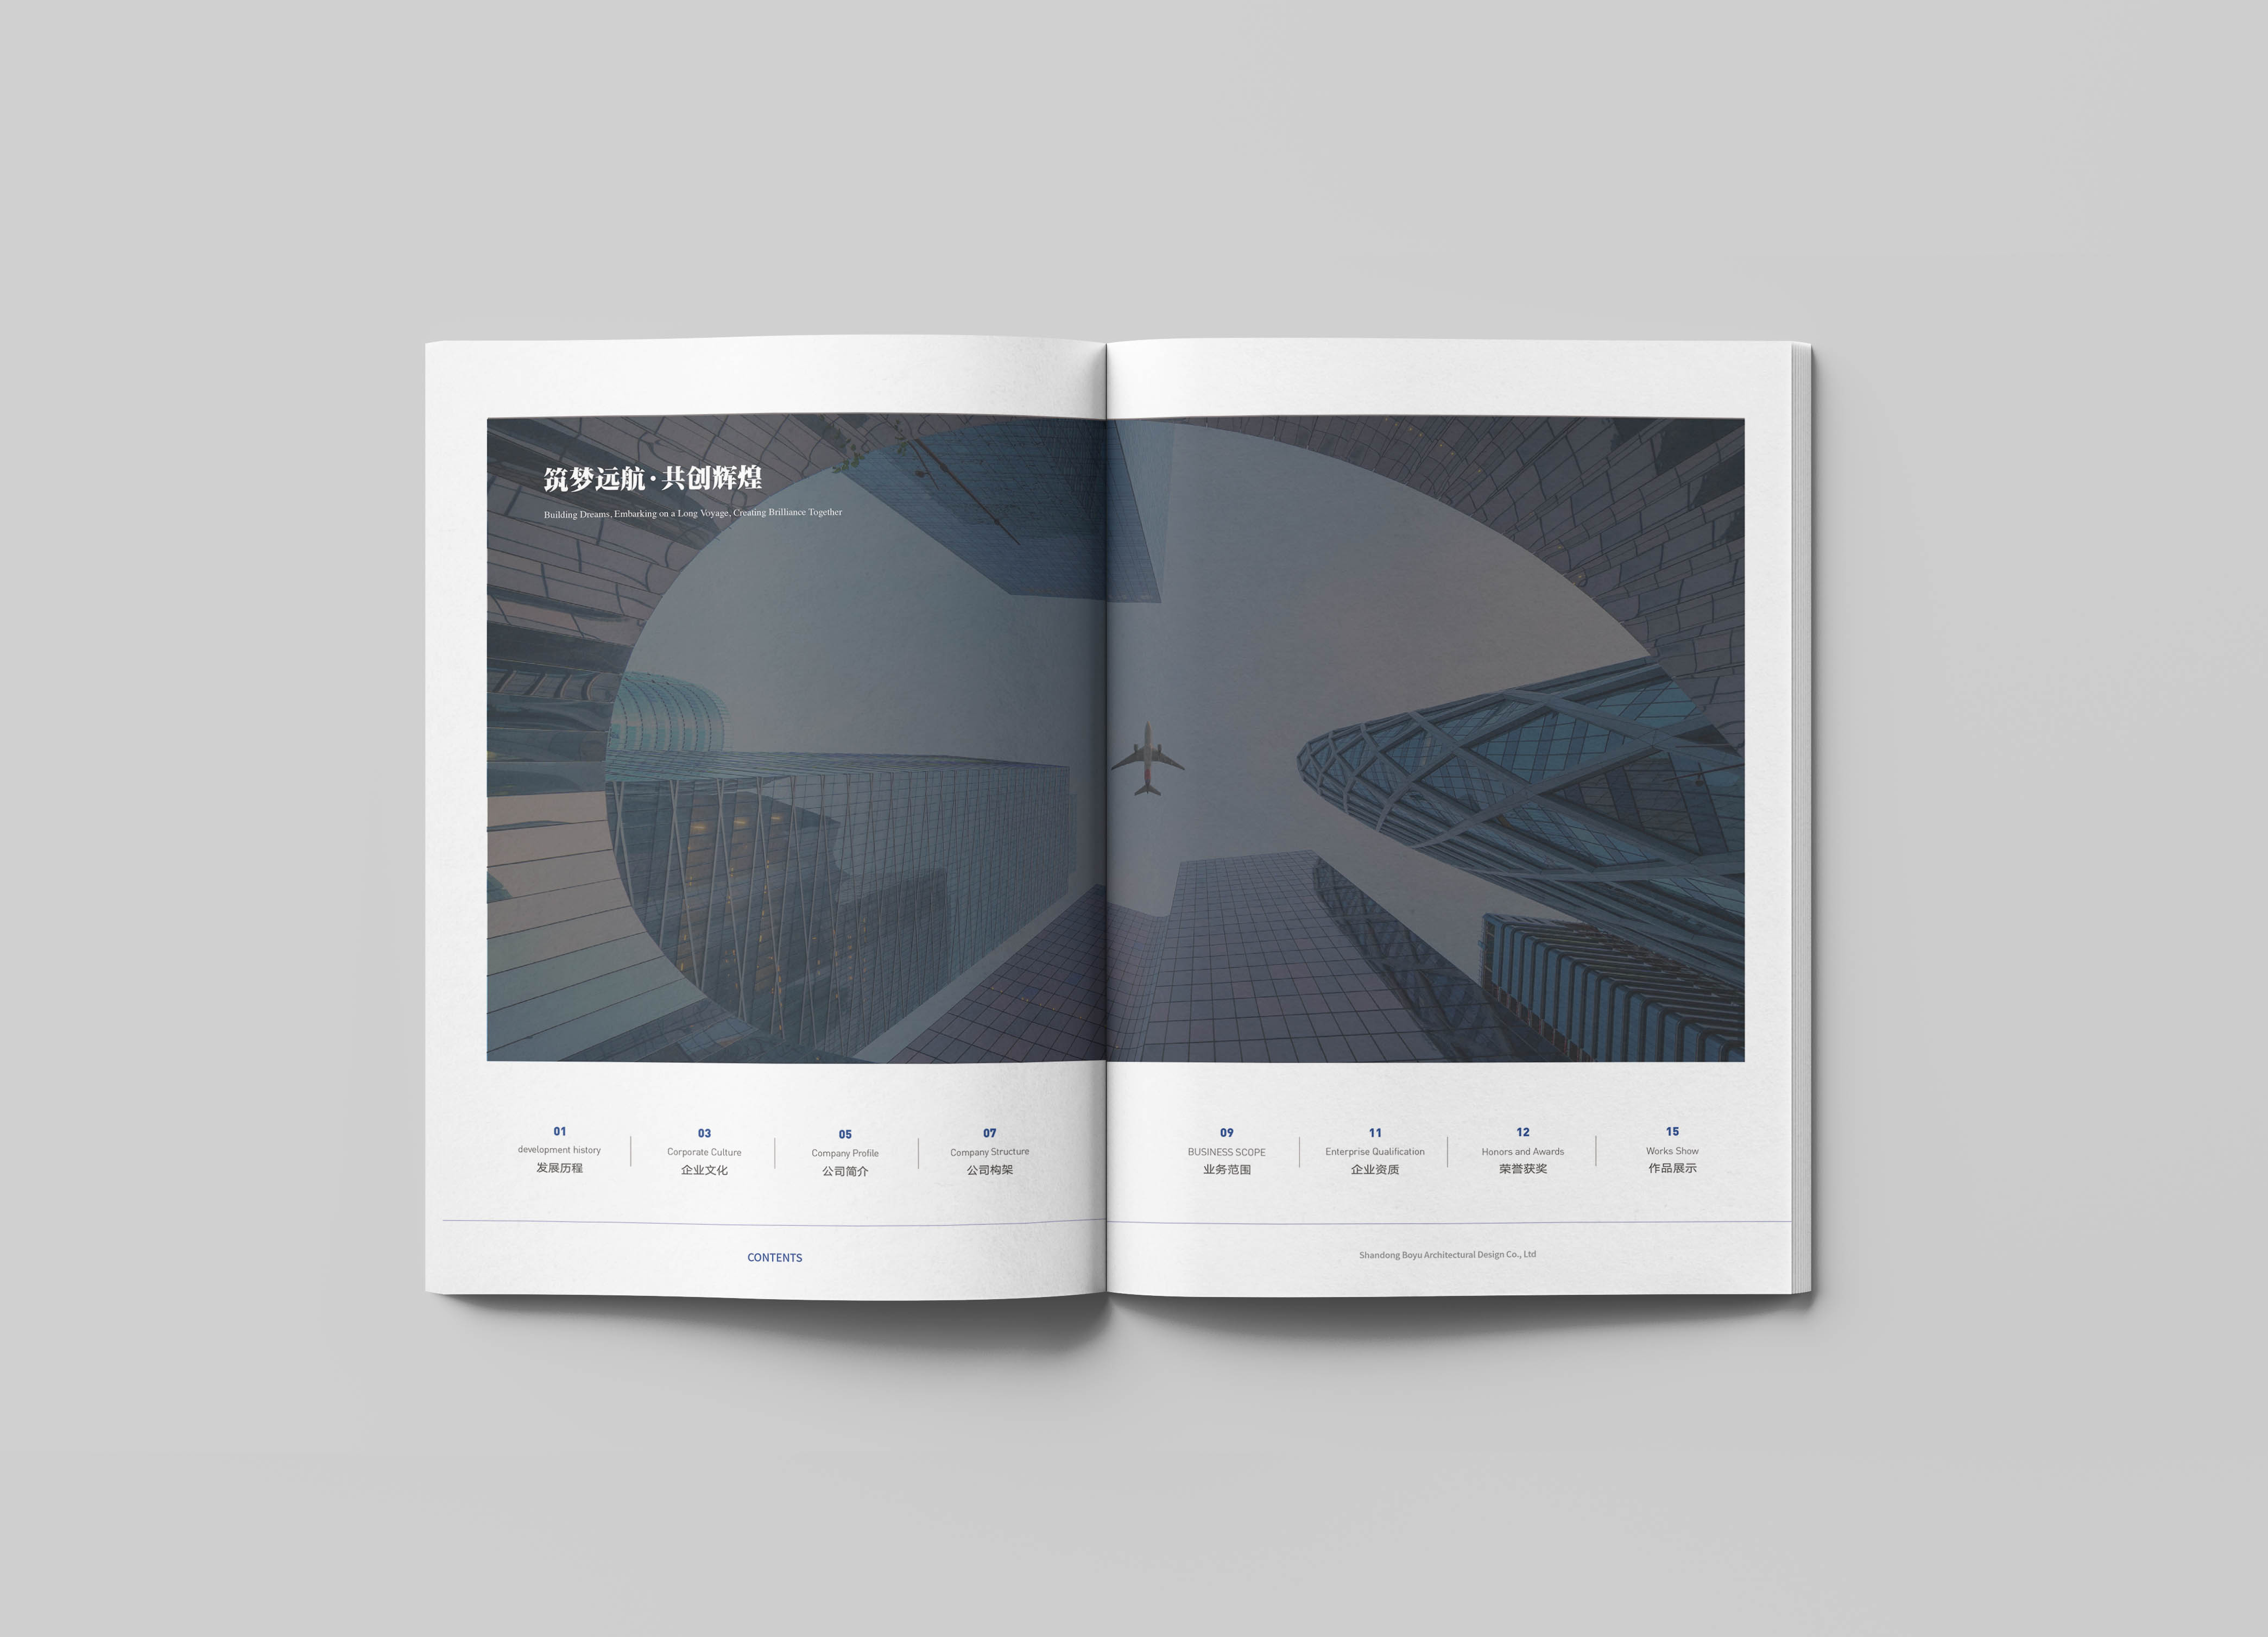 筑梦远航·共创辉煌
Building Dreams, Embarking on a Long Voyage, Creating Brilliance Together
01
development history
发展历程
03
Corporate Culture
企业文化
05
Company Profile
公司简介
07
Company Structure
公司构架
09
BUSINESS SCOPE
业务范围
11
Enterprise Qualification
企业资质
12
Honors and Awards
荣誉获奖
15
Works Show
作品展示
CONTENTS
Shandong Boyu Architectural Design Co., Ltd